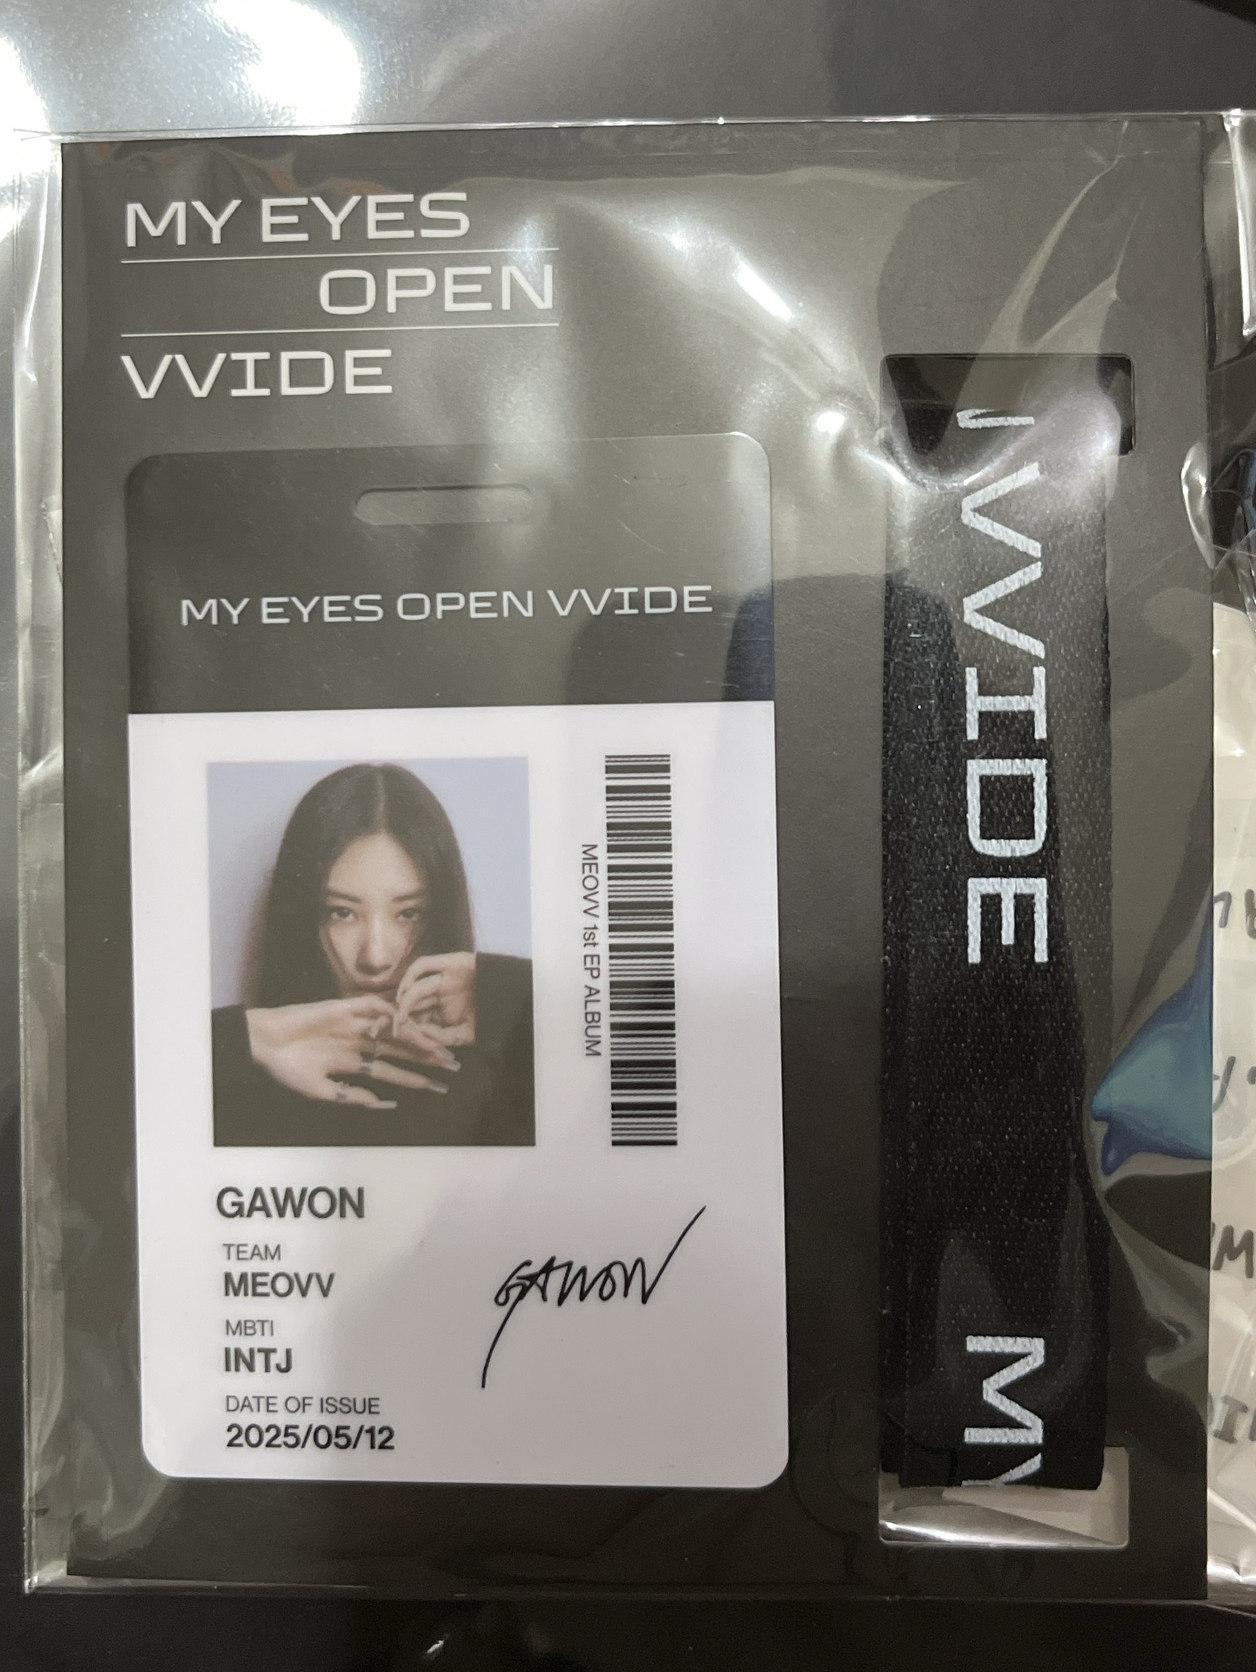 MY EYES
OPEN
VVIDE
MY EYES OPEN VVIDE
MEOVV 1st EP ALBUM
GAWON
TEAM
MEOVV
MBTI
INTJ
DATE OF ISSUE
2025/05/12
GAWON
VVIDE
MY